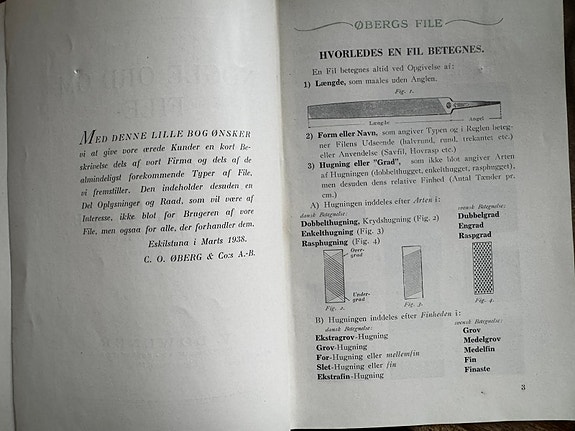 MED DENNE LILLE BOG ØNSKER
vi at give vore ærede Kunder en kort Be-
skrivelse dels af vort Firma og dels af de
almindeligst forekommende Typer af File,
vi fremstiller. Den indeholder desuden en
Del Oplysninger og Raad, som vil være af
Interesse, ikke blot for Brugeren af vore
File, men ogsaa for alle, der forhandler dem.
Eskilstuna i Marts 1938.
C. O. ØBERG & Co:s A.-B.
ØBERGS FILE
HVORLEDES EN FIL BETEGNES.
En Fil betegnes altid ved Opgivelse af:
1) Længde, som maales uden Anglen.
Fig. 1.
Længde Angel
2) Form eller Navn, som angiver Typen og i Reglen beteg-
ner Filens Udseende (halvrund, rund, trekantet etc.)
eller Anvendelse (Savfil, Hovrasp etc.)
3) Hugning eller "Grad", som ikke blot angiver Arten
af Hugningen (dobbelthugget, enkelthugget, rasphugget),
men desuden dens relative Finhed (Antal Tænder pr.
cm.)
A) Hugningen inddeles efter Arten i:
dansk Betegnelse: svensk Betegnelse:
Dobbelthugning, Krydshugning (Fig. 2) Dubbelgrad
Enkelthugning (Fig. 3) Engrad
Rasphugning (Fig. 4) Raspgrad
Over-
grad
Under-
grad
Fig. 2. Fig. 3. Fig. 4.
B) Hugningen inddeles efter Finheden i:
dansk Betegnelse: svensk Betegnelse:
Ekstragrov-Hugning Grov
Grov-Hugning Medelgrov
For-Hugning eller mellemfin Medelfin
Slet-Hugning eller fin Fin
Ekstrafin-Hugning Finaste
3